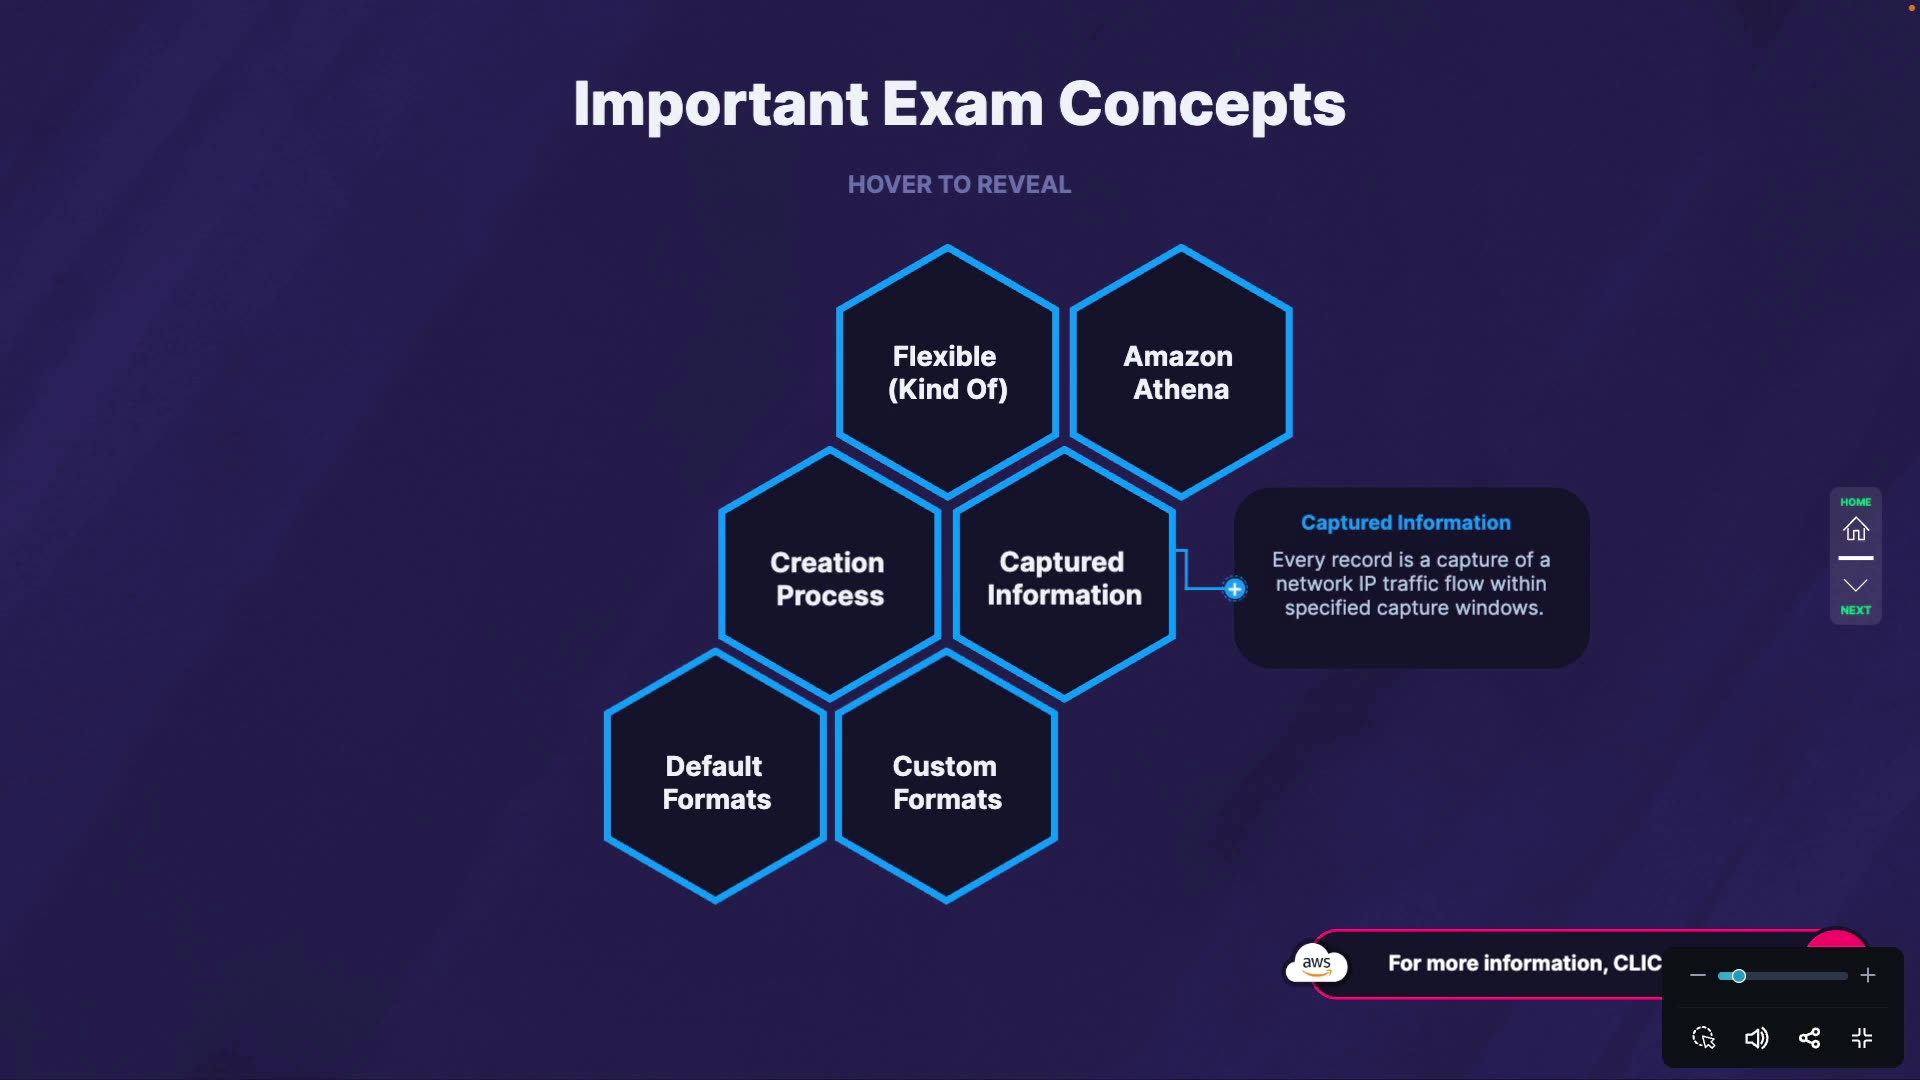 Important Exam Concepts
HOVER TO REVEAL
Flexible
(Kind Of)
Amazon
Athena
Creation
Process
Captured
Information
Captured Information
Every record is a capture of a
network IP traffic flow within
specified capture windows.
HOME
NEXT
Default
Formats
Custom
Formats
aws
For more information, CLIC